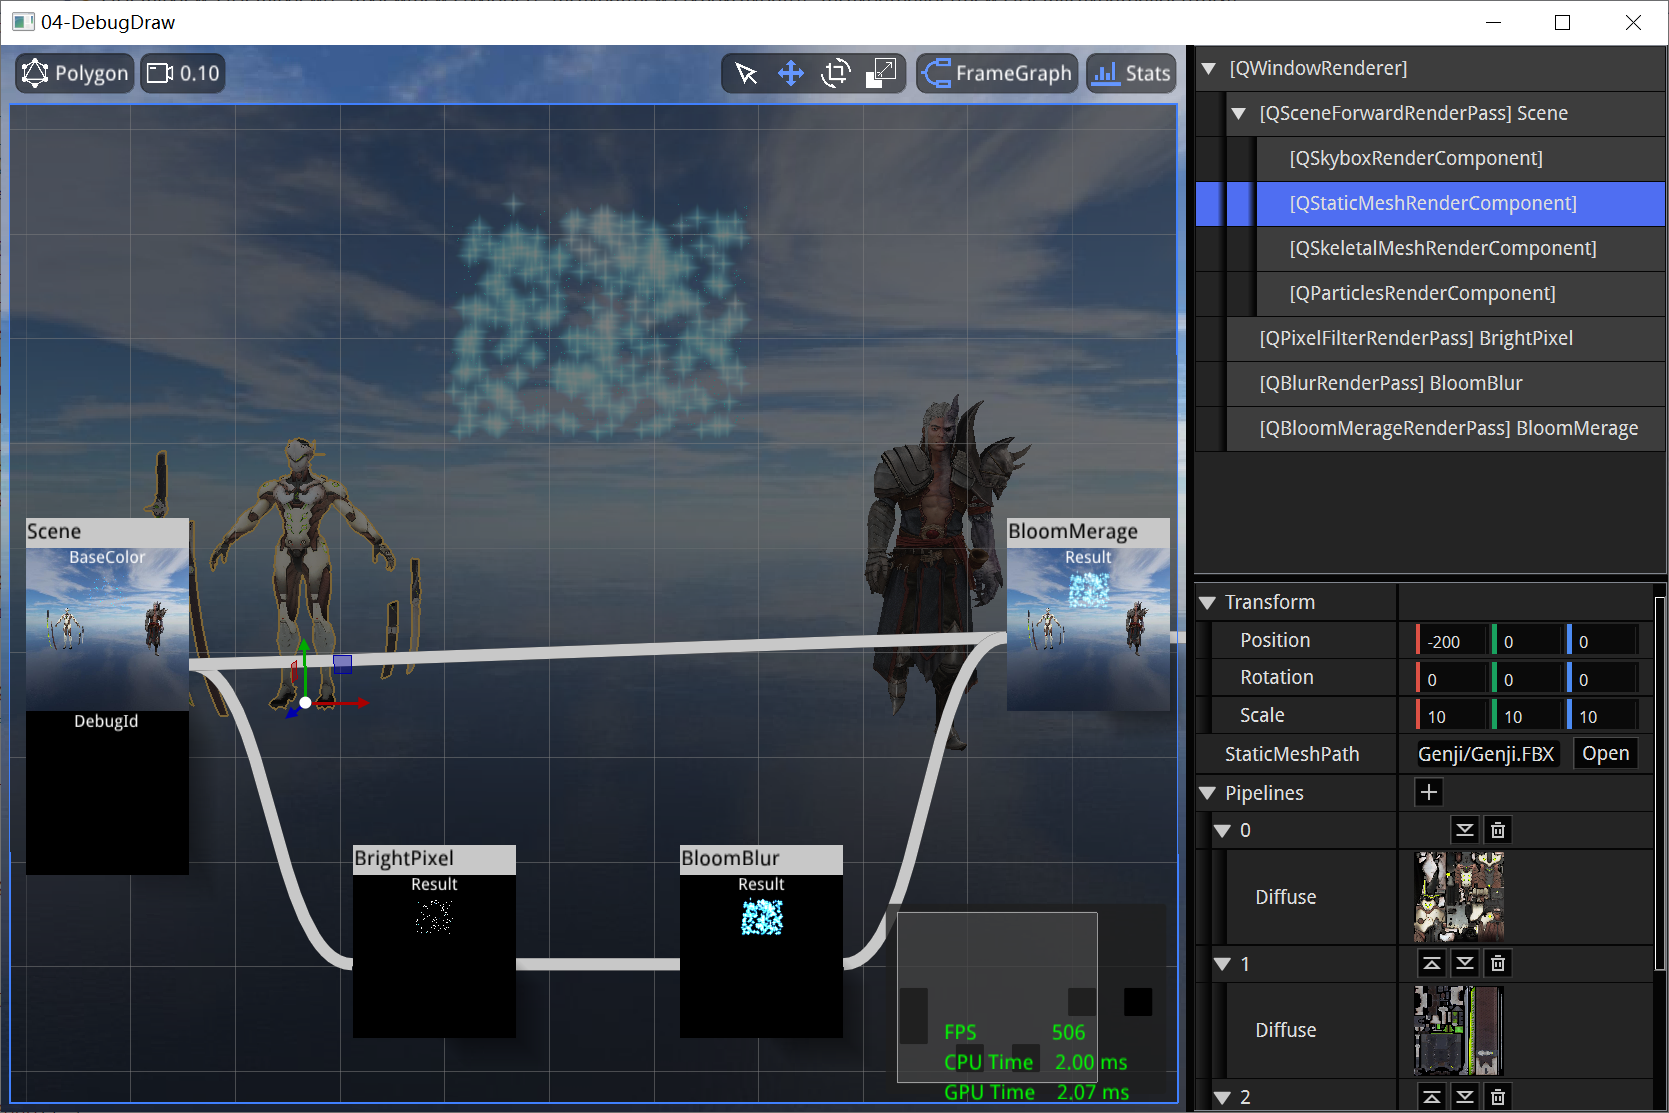 04-DebugDraw
Polygon
0.10
FrameGraph
Stats
Scene
BaseColor
DebugId
BrightPixel
Result
BloomBlur
Result
BloomMerage
Result
FPS 506
CPU Time 2.00 ms
GPU Time 2.07 ms
[QWindowRenderer]
[QSceneForwardRenderPass] Scene
[QSkyboxRenderComponent]
[QStaticMeshRenderComponent]
[QSkeletalMeshRenderComponent]
[QParticlesRenderComponent]
[QPixelFilterRenderPass] BrightPixel
[QBlurRenderPass] BloomBlur
[QBloomMerageRenderPass] BloomMerage
Transform
Position -200 0 0
Rotation 0 0 0
Scale 10 10 10
StaticMeshPath Genji/Genji.FBX Open
Pipelines +
0
Diffuse
1
Diffuse
2